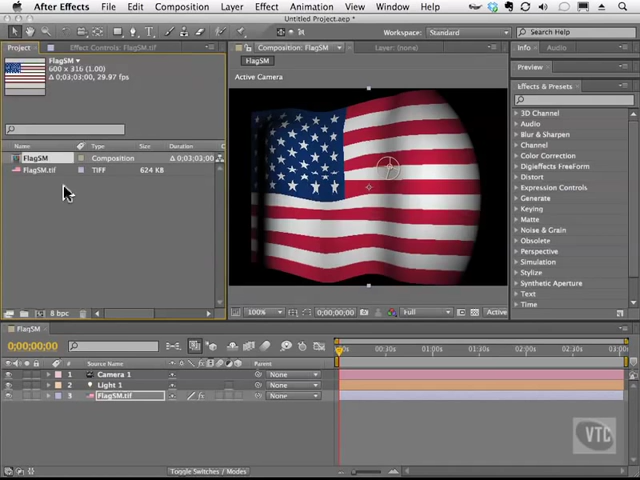 After Effects File Edit Composition Layer Effect Animation View Window Help
Untitled Project.aep *
Workspace: Standard Search Help
Project Effect Controls: FlagSM.tif Composition: FlagSM Layer: (none) Info Audio
FlagSM
600 x 316 (1.00)
Δ 0;03;03;00, 29.97 fps
FlagSM
Active Camera
Preview
Effects & Presets
3D Channel
Audio
Blur & Sharpen
Channel
Color Correction
Digieffects FreeForm
Distort
Expression Controls
Generate
Keying
Matte
Noise & Grain
Obsolete
Perspective
Simulation
Stylize
Synthetic Aperture
Text
Time
Name Type Size Duration
FlagSM Composition Δ 0;03;03;00
FlagSM.tif TIFF 624 KB
8 bpc 100% 0;00;00;00 Full Active
FlagSM
0;00;00;00
# Source Name Parent
00:30s 01:00s 01:30s 02:00s 02:30s 03:00
1 Camera 1 None
2 Light 1 None
3 FlagSM.tif None
VTC
Toggle Switches / Modes